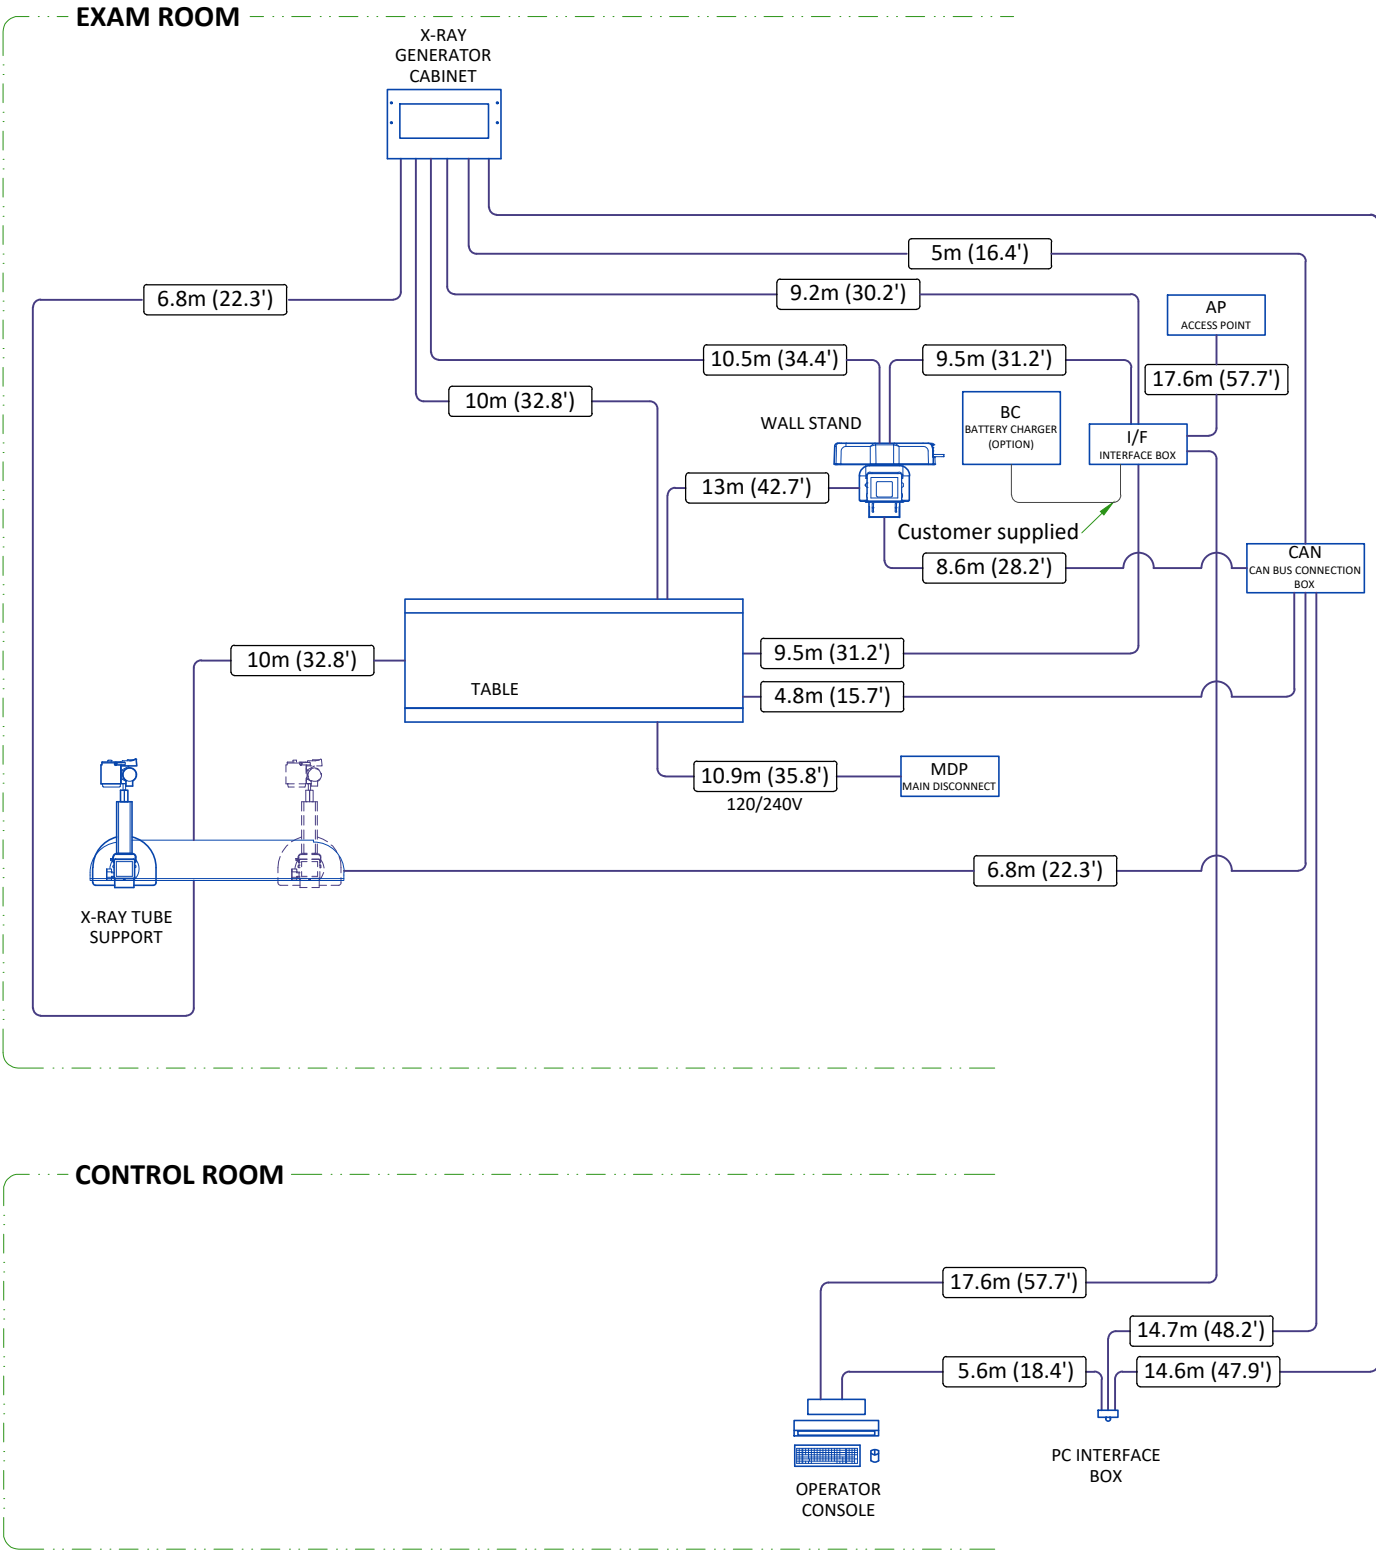 EXAM ROOM
X-RAY
GENERATOR
CABINET
5m (16.4')
6.8m (22.3')
9.2m (30.2')
AP
ACCESS POINT
10.5m (34.4')
9.5m (31.2')
17.6m (57.7')
10m (32.8')
WALL STAND
BC
BATTERY CHARGER
(OPTION)
I/F
INTERFACE BOX
13m (42.7')
Customer supplied
8.6m (28.2')
CAN
CAN BUS CONNECTION
BOX
10m (32.8')
9.5m (31.2')
TABLE
4.8m (15.7')
10.9m (35.8')
120/240V
MDP
MAIN DISCONNECT
6.8m (22.3')
X-RAY TUBE
SUPPORT
CONTROL ROOM
17.6m (57.7')
14.7m (48.2')
5.6m (18.4')
14.6m (47.9')
PC INTERFACE
BOX
OPERATOR
CONSOLE